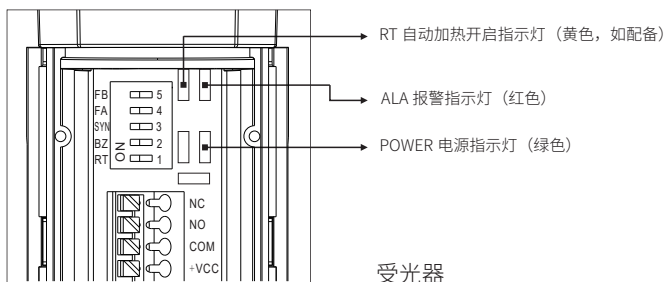 RT 自动加热开启指示灯（黄色，如配备）
ALA 报警指示灯（红色）
POWER 电源指示灯（绿色）
FB 5
FA 4
SYN 3
BZ 2
RT 1
ON
NC
NO
COM
+VCC
受光器